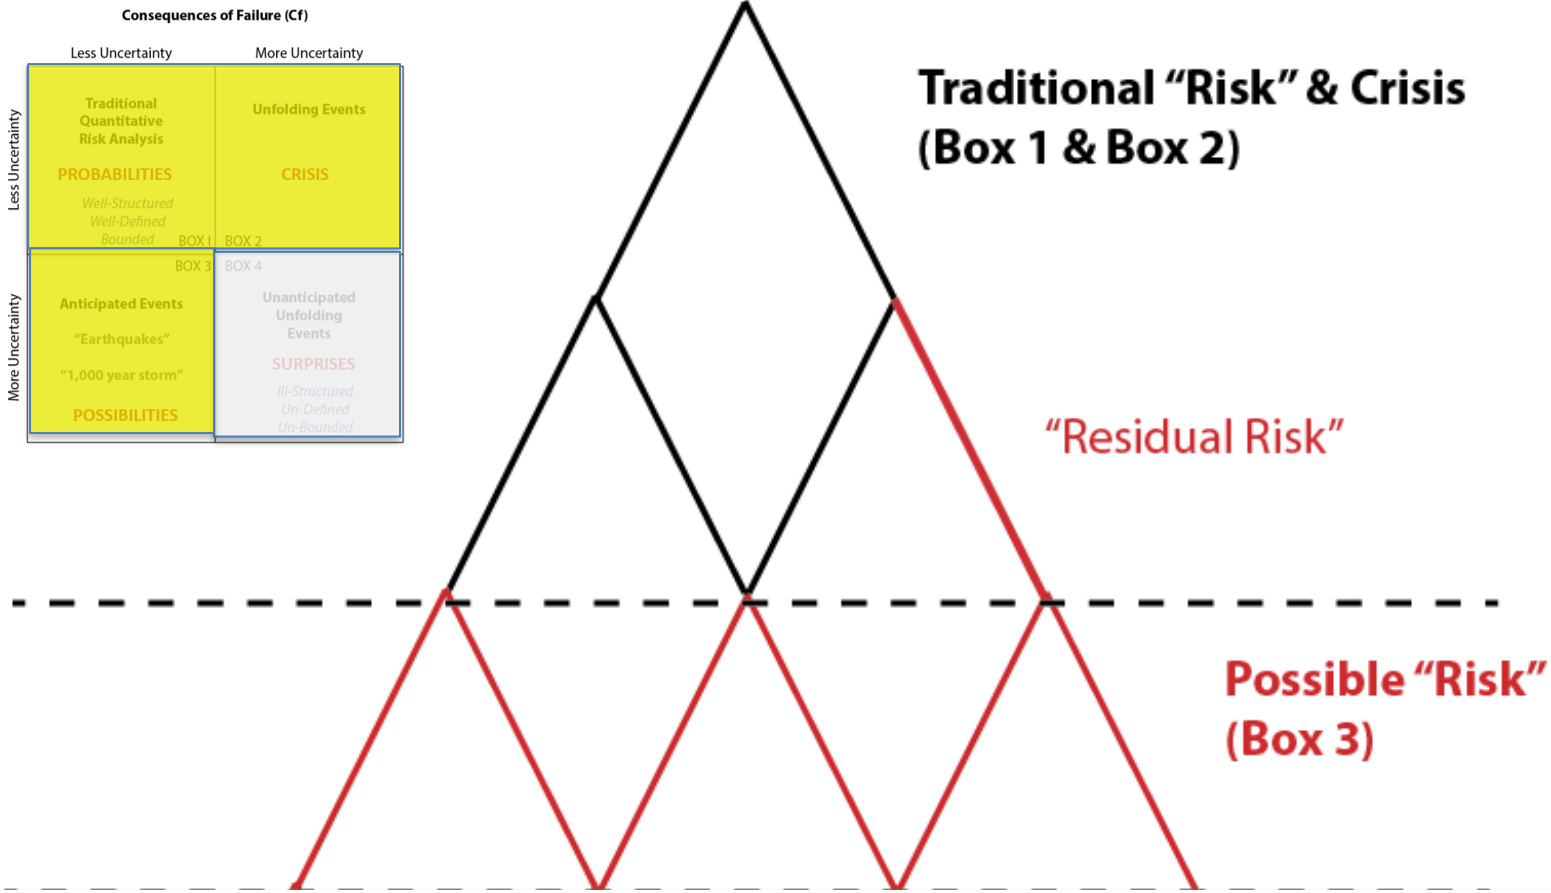 Consequences of Failure (Cf)
Less Uncertainty
More Uncertainty
Less Uncertainty
Traditional
Quantitative
Risk Analysis
PROBABILITIES
Well-Structured
Well-Defined
Bounded
BOX I
Unfolding Events
CRISIS
BOX 2
More Uncertainty
BOX 3
Anticipated Events
“Earthquakes”
“1,000 year storm”
POSSIBILITIES
BOX 4
Unanticipated
Unfolding
Events
SURPRISES
Ill-Structured
Un-Defined
Un-Bounded
Traditional “Risk” & Crisis
(Box 1 & Box 2)
“Residual Risk”
Possible “Risk”
(Box 3)